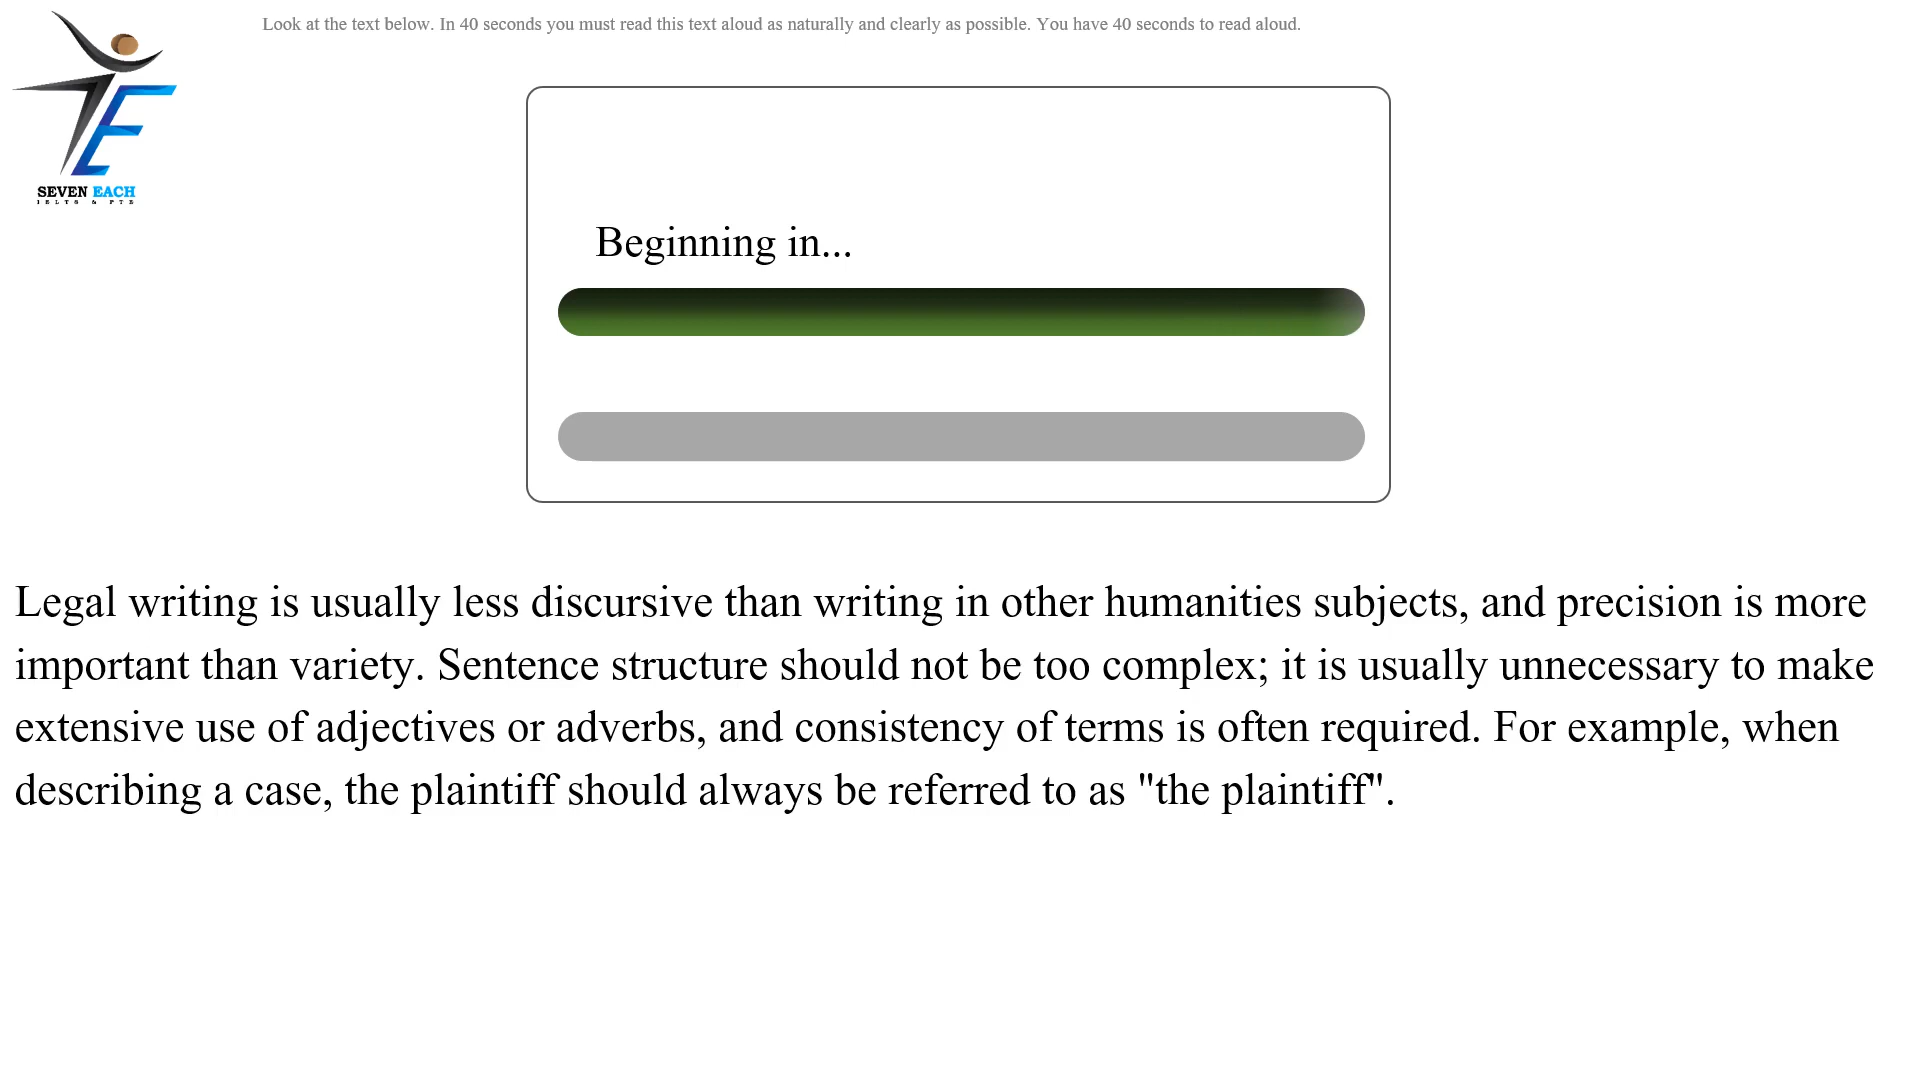 Look at the text below. In 40 seconds you must read this text aloud as naturally and clearly as possible. You have 40 seconds to read aloud.
SEVEN EACH
IELTS & PTE
Beginning in...
Legal writing is usually less discursive than writing in other humanities subjects, and precision is more
important than variety. Sentence structure should not be too complex; it is usually unnecessary to make
extensive use of adjectives or adverbs, and consistency of terms is often required. For example, when
describing a case, the plaintiff should always be referred to as "the plaintiff".